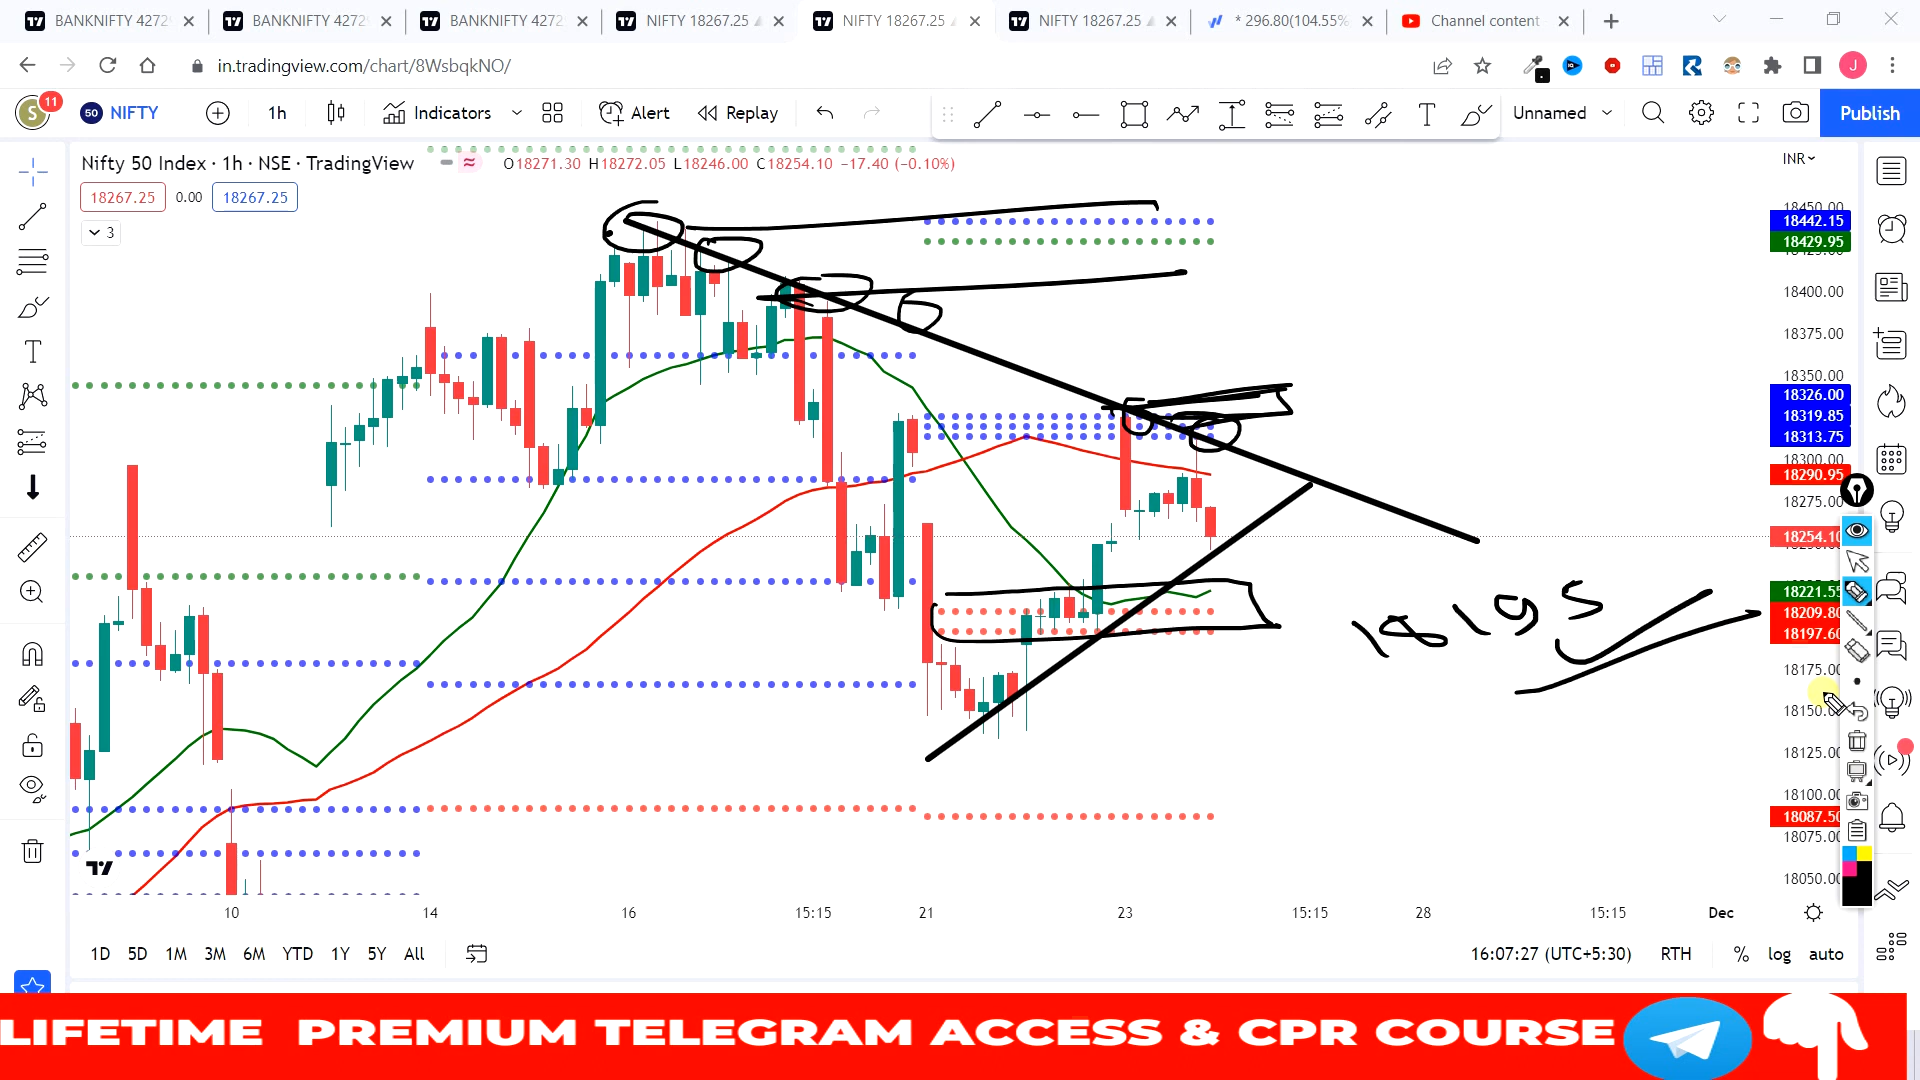 BANKNIFTY 4272
BANKNIFTY 4272
BANKNIFTY 4272
NIFTY 18267.25
NIFTY 18267.25
NIFTY 18267.25
* 296.80(104.55%
Channel content
in.tradingview.com/chart/8WsbqkNO/
J
S
11
50
NIFTY
1h
Indicators
Alert
Replay
T
Unnamed
Publish
Nifty 50 Index · 1h · NSE · TradingView
O18271.30 H18272.05 L18246.00 C18254.10 −17.40 (−0.10%)
INR
18267.25
0.00
18267.25
3
18450.00
18442.15
18429.95
18400.00
18375.00
18350.00
18326.00
18319.85
18313.75
18300.00
18290.95
18275.00
18254.10
18221.55
18209.80
18197.60
18175.00
18150.00
18125.00
18100.00
18087.50
18075.00
18050.00
18195
10
14
16
15:15
21
23
15:15
28
15:15
Dec
1D 5D 1M 3M 6M YTD 1Y 5Y All
16:07:27 (UTC+5:30)
RTH
%
log
auto
LIFETIME PREMIUM TELEGRAM ACCESS & CPR COURSE